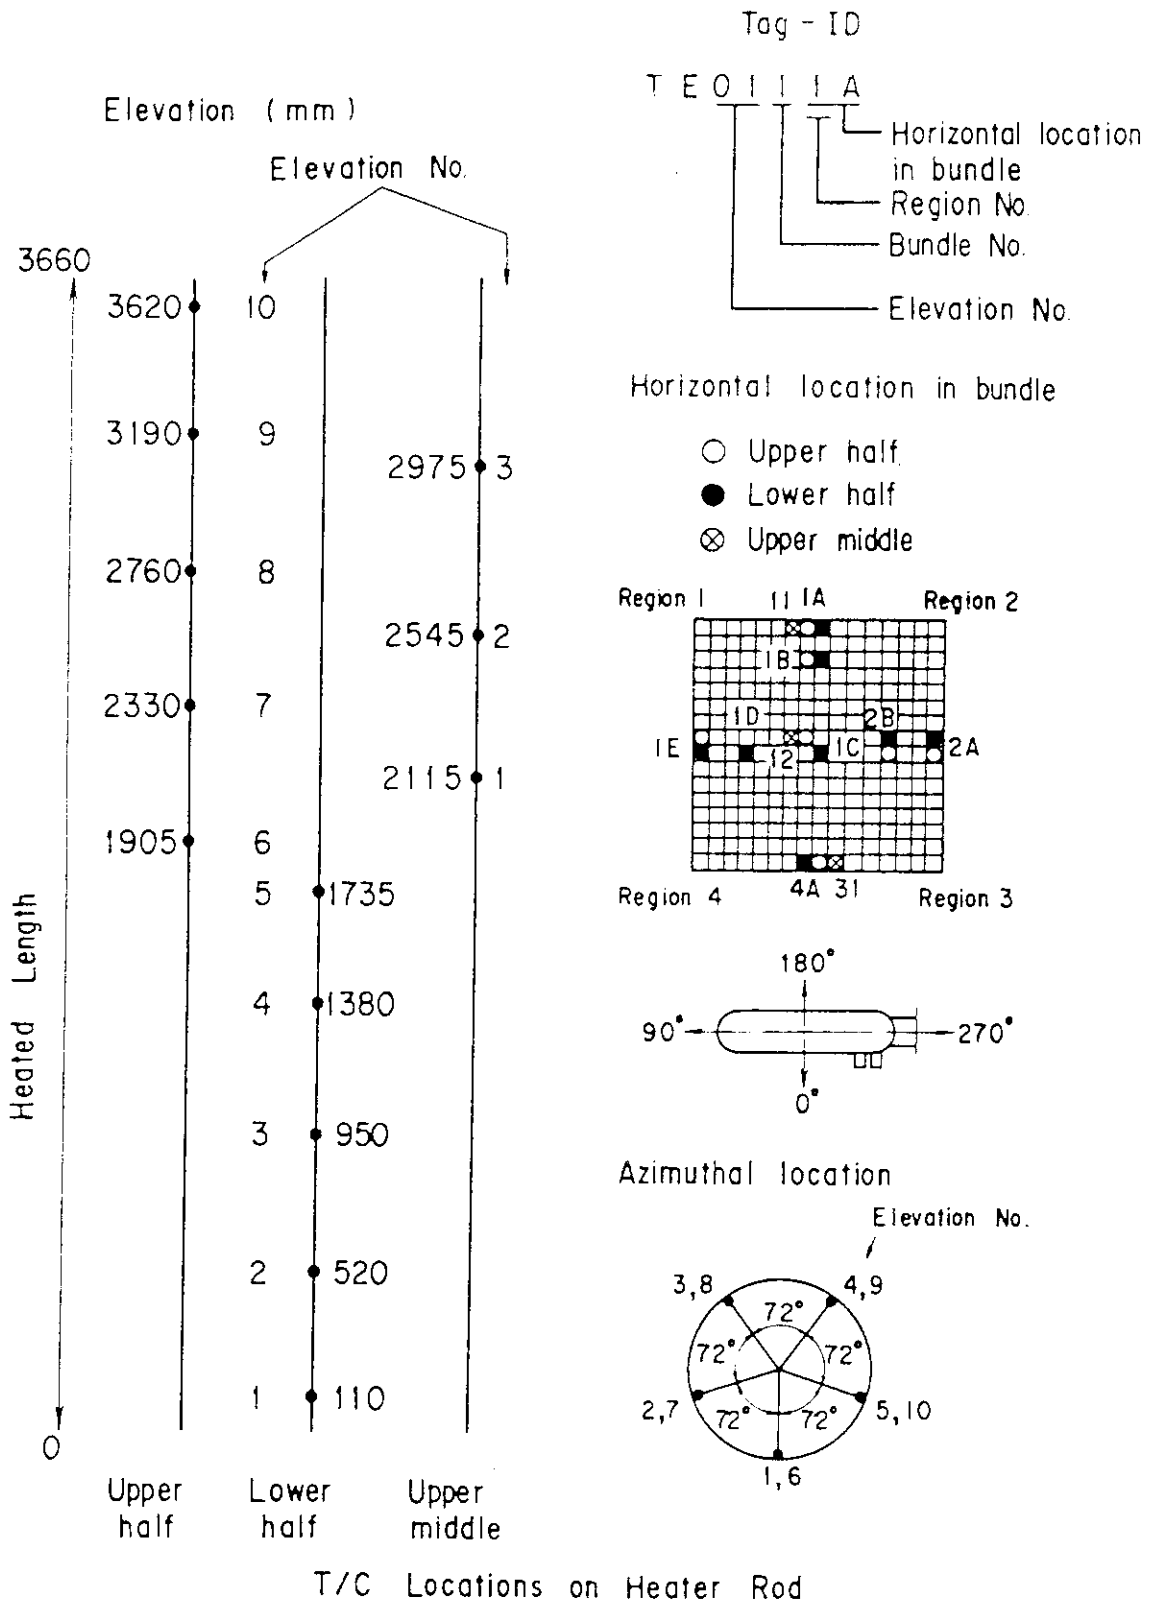 Tag - ID
TE0111A
Horizontal location
in bundle
Region No.
Bundle No.
Elevation No.
Elevation (mm)
Elevation No.
3660
3620 10
3190 9
2975 3
2760 8
2545 2
2330 7
2115 1
1905 6
5 1735
4 1380
3 950
2 520
1 110
0
Heated Length
Upper half
Lower half
Upper middle
Horizontal location in bundle
Upper half
Lower half
Upper middle
Region 1 11 1A Region 2
1B
1D 2B
1E 12 1C 2A
4A 31
Region 4 Region 3
180°
90° 270°
0°
Azimuthal location
Elevation No.
3,8 4,9
72°
72° 72°
2,7 72° 72° 5,10
1,6
T/C Locations on Heater Rod